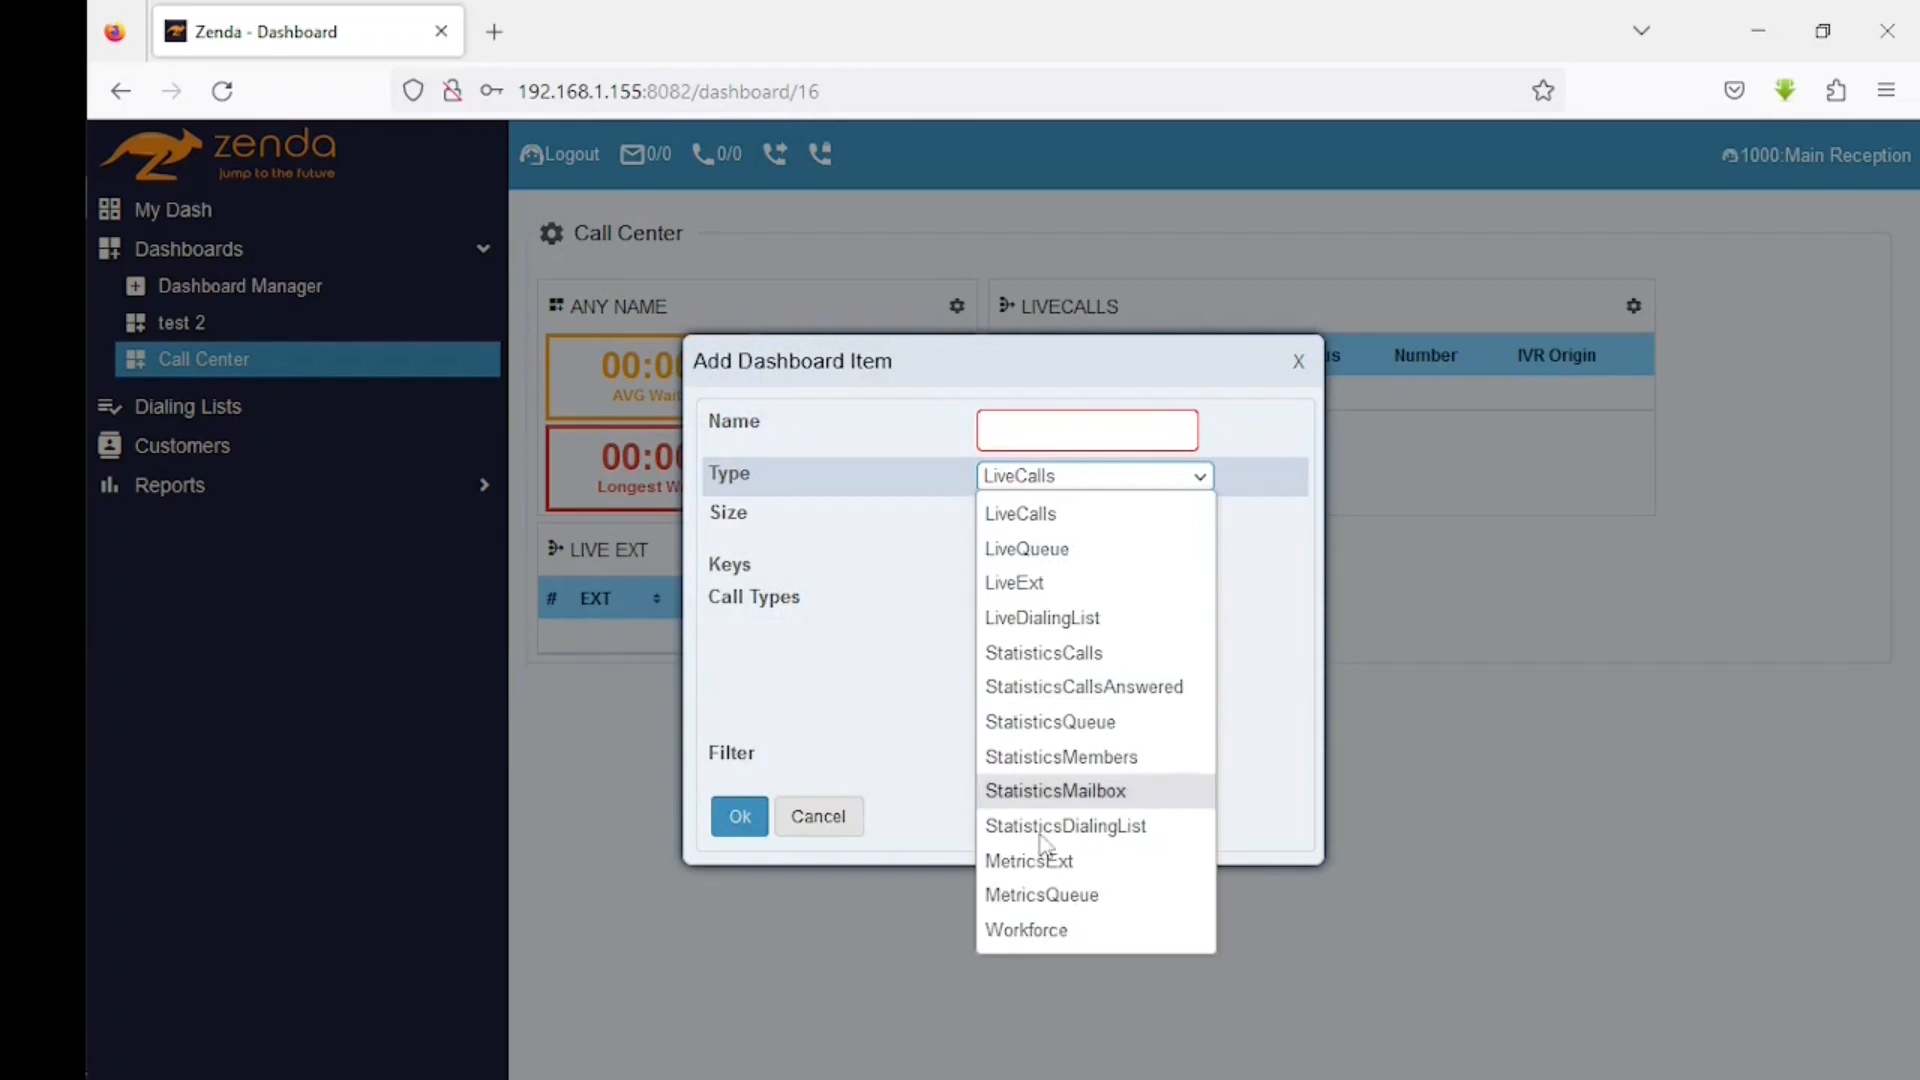 Zenda - Dashboard
192.168.1.155:8082/dashboard/16
zenda
jump to the future
Logout 0/0 0/0
1000:Main Reception
My Dash
Dashboards
Dashboard Manager
test 2
Call Center
Dialing Lists
Customers
Reports
Call Center
ANY NAME
LIVECALLS
Number IVR Origin
AVG Wait
LIVE EXT
# EXT
Add Dashboard Item
X
Name
Type LiveCalls
Size
Keys
Call Types
Filter
Ok Cancel
LiveCalls
LiveQueue
LiveExt
LiveDialingList
StatisticsCalls
StatisticsCallsAnswered
StatisticsQueue
StatisticsMembers
StatisticsMailbox
StatisticsDialingList
MetricsExt
MetricsQueue
Workforce